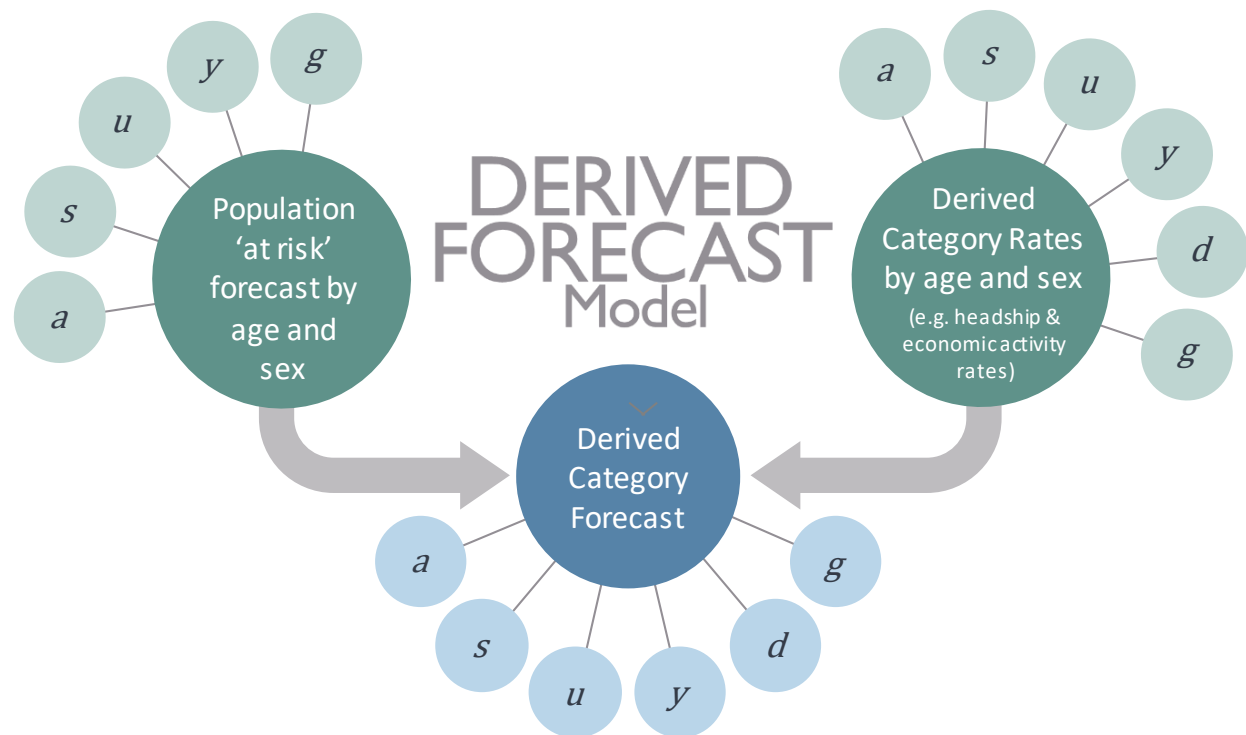 g
y
u
s
a
Population
‘at risk’
forecast by
age and
sex
DERIVED
FORECAST
Model
a
s
u
y
d
g
Derived
Category Rates
by age and sex
(e.g. headship &
economic activity
rates)
Derived
Category
Forecast
a
s
u
y
d
g